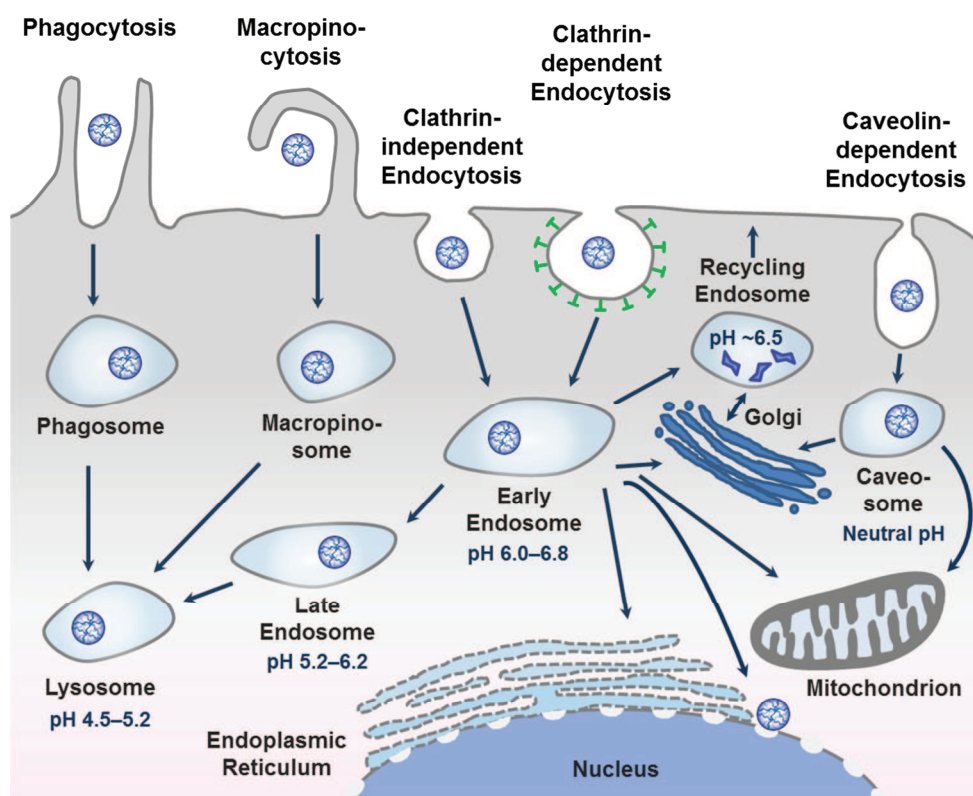 Phagocytosis
Macropino-
cytosis
Clathrin-
independent
Endocytosis
Clathrin-
dependent
Endocytosis
Caveolin-
dependent
Endocytosis
Recycling
Endosome
pH ~6.5
Phagosome
Macropino-
some
Early
Endosome
pH 6.0–6.8
Golgi
Caveo-
some
Neutral pH
Late
Endosome
pH 5.2–6.2
Lysosome
pH 4.5–5.2
Mitochondrion
Endoplasmic
Reticulum
Nucleus